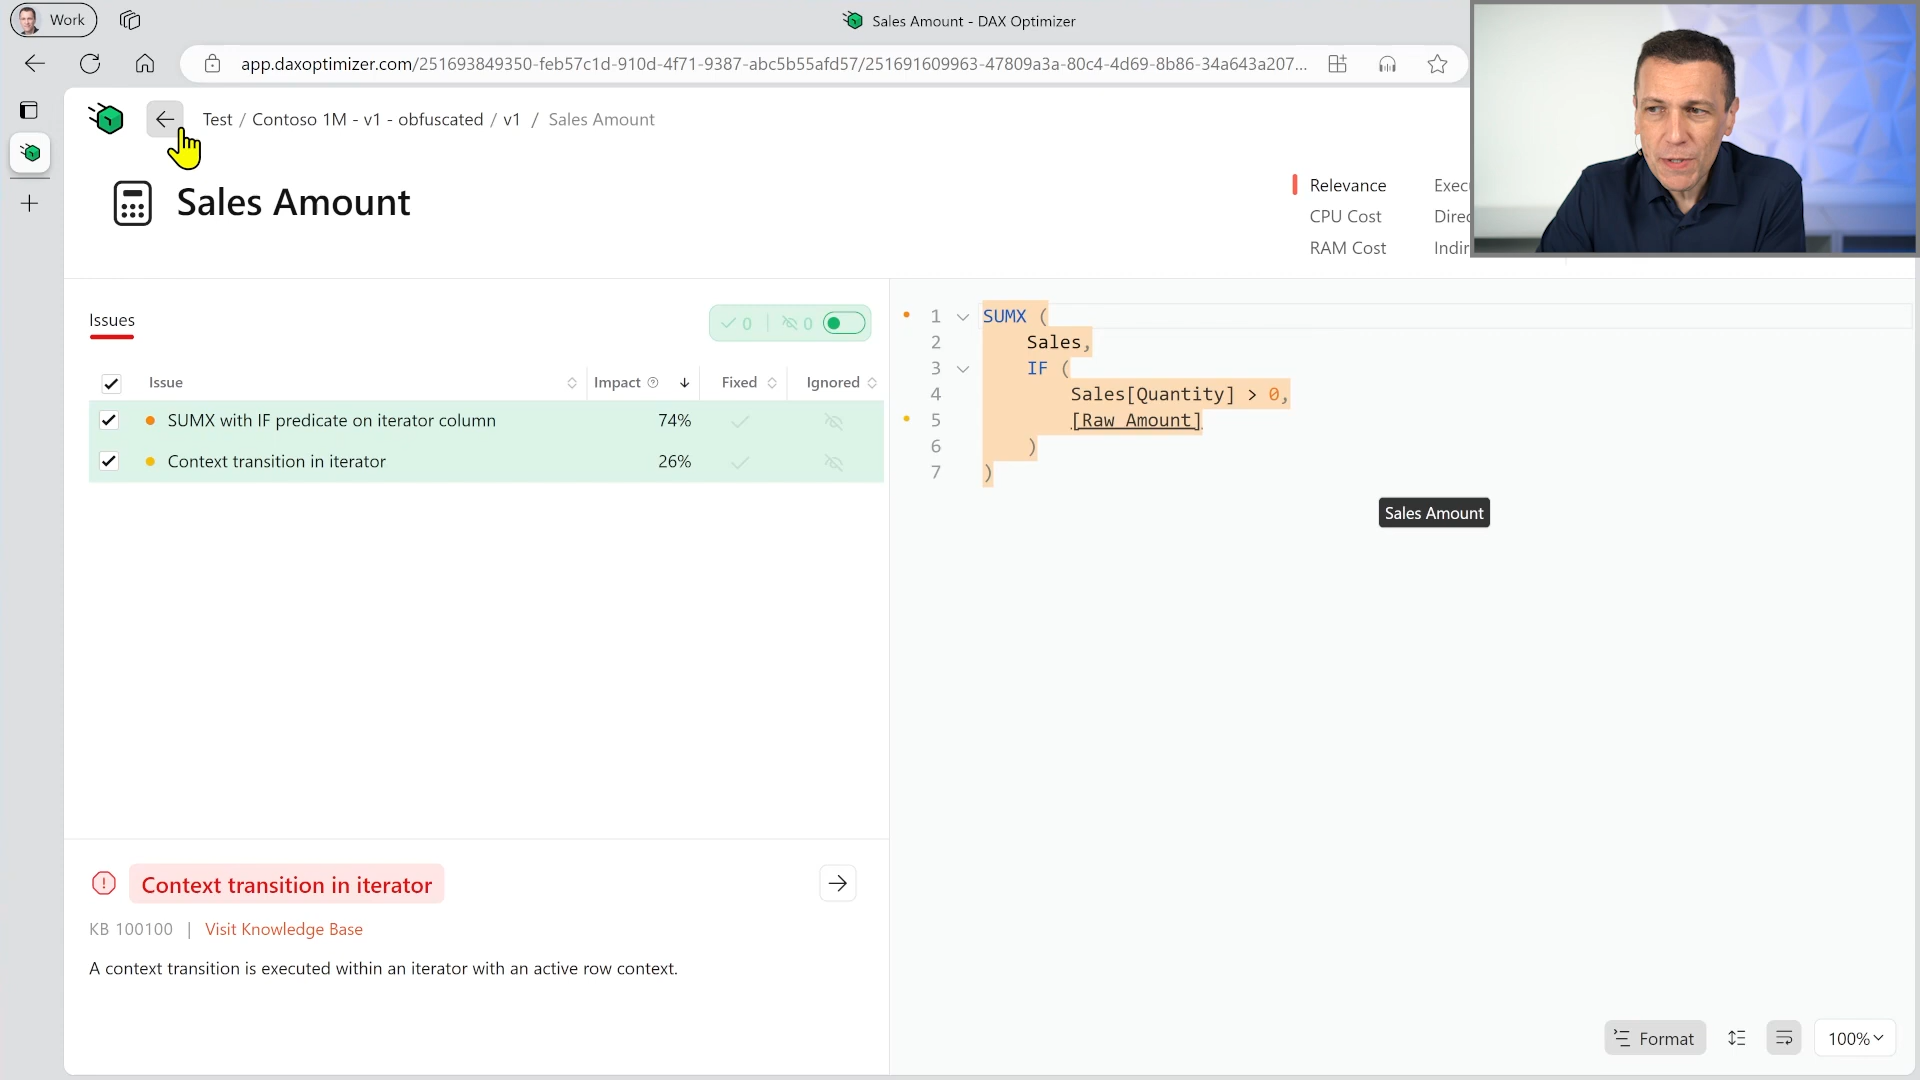 Work
Sales Amount - DAX Optimizer
app.daxoptimizer.com/251693849350-feb57c1d-910d-4f71-9387-abc5b55afd57/251691609963-47809a3a-80c4-4d69-8b86-34a643a207...
Test / Contoso 1M - v1 - obfuscated / v1 / Sales Amount
Sales Amount
Relevance
CPU Cost
RAM Cost
Execu
Direc
Indir
Issues
0 | 0
Issue Impact Fixed Ignored
SUMX with IF predicate on iterator column 74%
Context transition in iterator 26%
1 SUMX (
2 Sales,
3 IF (
4 Sales[Quantity] > 0,
5 [Raw Amount]
6 )
7 )
Sales Amount
Context transition in iterator
KB 100100 | Visit Knowledge Base
A context transition is executed within an iterator with an active row context.
Format
100%